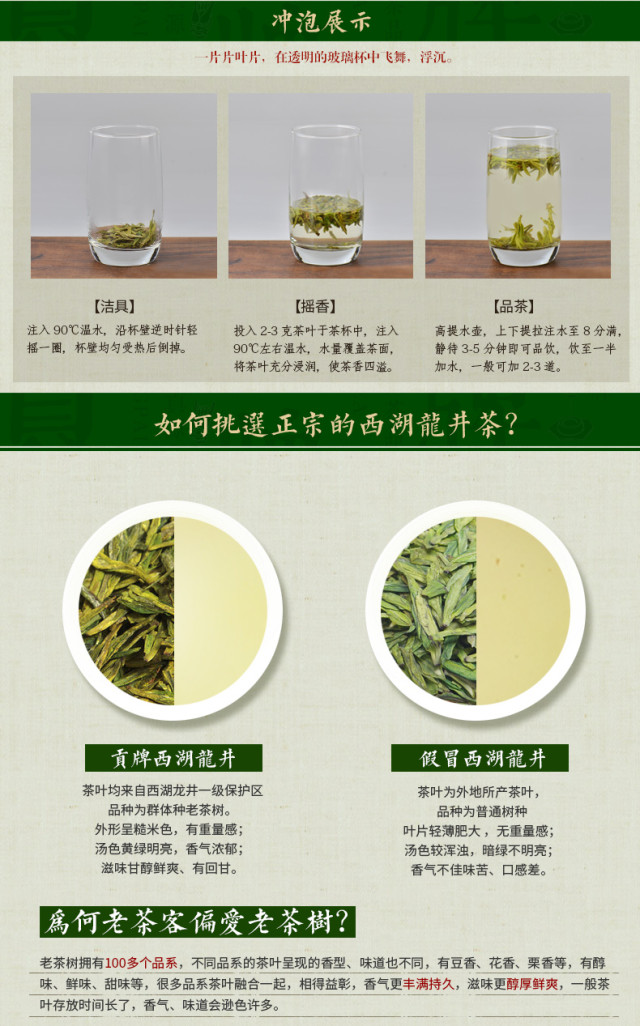 冲泡展示
一片片叶片，在透明的玻璃杯中飞舞，浮沉。
【洁具】
注入90℃温水，沿杯壁逆时针轻
摇一圈，杯壁均匀受热后倒掉。
【摇香】
投入2-3克茶叶于茶杯中，注入
90℃左右温水，水量覆盖茶面，
将茶叶充分浸润，使茶香四溢。
【品茶】
高提水壶，上下提拉注水至8分满，
静待3-5分钟即可品饮，饮至一半
加水，一般可加2-3道。
如何挑選正宗的西湖龍井茶？
貢牌西湖龍井
茶叶均来自西湖龙井一级保护区
品种为群体种老茶树。
外形呈糙米色，有重量感；
汤色黄绿明亮，香气浓郁；
滋味甘醇鲜爽、有回甘。
假冒西湖龍井
茶叶为外地所产茶叶，
品种为普通树种
叶片轻薄肥大，无重量感；
汤色较浑浊，暗绿不明亮；
香气不佳味苦、口感差。
爲何老茶客偏愛老茶樹？
老茶树拥有100多个品系，不同品系的茶叶呈现的香型、味道也不同，有豆香、花香、栗香等，有醇
味、鲜味、甜味等，很多品系茶叶融合一起，相得益彰，香气更丰满持久，滋味更醇厚鲜爽，一般茶
叶存放时间长了，香气、味道会逊色许多。